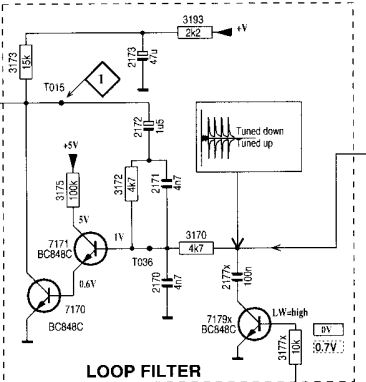 3193
2k2
+V
3173
15k
2173
47u
T015
1
2172
1u5
+5V
3175
100k
3172
4k7
2171
4n7
Tuned down
Tuned up
5V
7171
BC848C
1V
T036
3170
4k7
2170
4n7
0.6V
7170
BC848C
2177x
100n
7179x
BC848C
LW=high
3177x
10k
0V
0.7V
LOOP FILTER